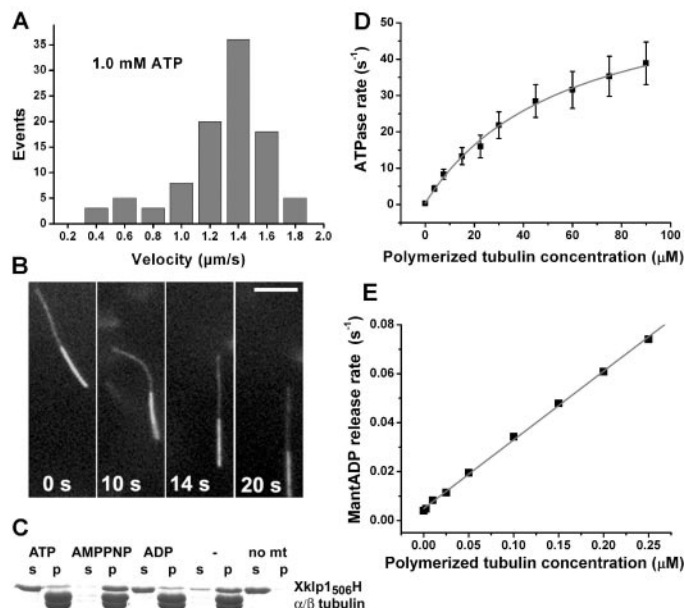 A
1.0 mM ATP
Events
35
30
25
20
15
10
5
0
0.2 0.4 0.6 0.8 1.0 1.2 1.4 1.6 1.8 2.0
Velocity (µm/s)
B
0 s 10 s 14 s 20 s
C
ATP AMPPNP ADP - no mt
s p s p s p s p s p
Xklp1506H
α/β tubulin
D
ATPase rate (s-1)
50
40
30
20
10
0
0 20 40 60 80 100
Polymerized tubulin concentration (µM)
E
MantADP release rate (s-1)
0.08
0.06
0.04
0.02
0.00
0.00 0.05 0.10 0.15 0.20 0.25
Polymerized tubulin concentration (µM)